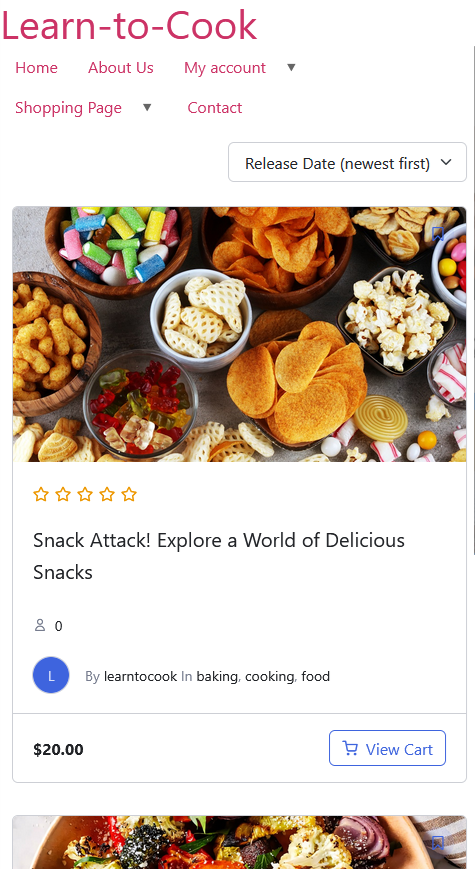 Learn-to-Cook
Home About Us My account
Shopping Page Contact
Release Date (newest first)
Snack Attack! Explore a World of Delicious
Snacks
0
L By learntocook In baking, cooking, food
$20.00 View Cart